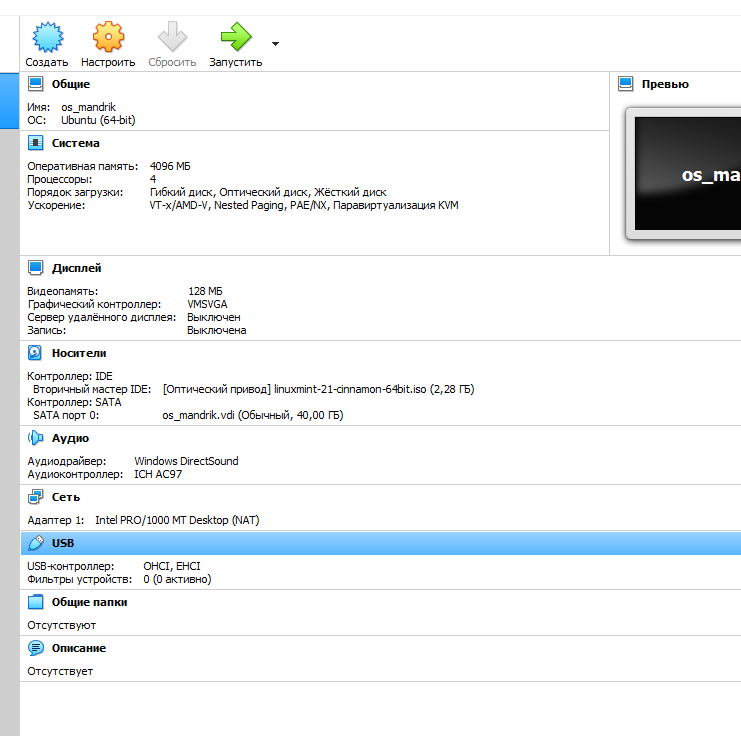 Создать Настроить Сбросить Запустить
Общие
Имя: os_mandrik
ОС: Ubuntu (64-bit)
Превью
os_ma
Система
Оперативная память: 4096 МБ
Процессоры: 4
Порядок загрузки: Гибкий диск, Оптический диск, Жёсткий диск
Ускорение: VT-x/AMD-V, Nested Paging, PAE/NX, Паравиртуализация KVM
Дисплей
Видеопамять: 128 МБ
Графический контроллер: VMSVGA
Сервер удалённого дисплея: Выключен
Запись: Выключена
Носители
Контроллер: IDE
Вторичный мастер IDE: [Оптический привод] linuxmint-21-cinnamon-64bit.iso (2,28 ГБ)
Контроллер: SATA
SATA порт 0: os_mandrik.vdi (Обычный, 40,00 ГБ)
Аудио
Аудиодрайвер: Windows DirectSound
Аудиоконтроллер: ICH AC97
Сеть
Адаптер 1: Intel PRO/1000 MT Desktop (NAT)
USB
USB-контроллер: OHCI, EHCI
Фильтры устройств: 0 (0 активно)
Общие папки
Отсутствуют
Описание
Отсутствует